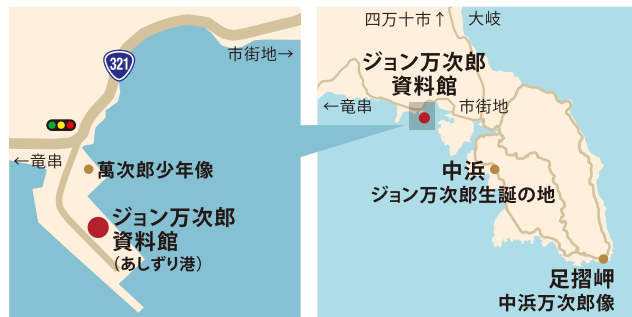 市街地→
321
←竜串
萬次郎少年像
ジョン万次郎
資料館
(あしずり港)
四万十市↑
大岐
ジョン万次郎
資料館
←竜串
市街地
中浜
ジョン万次郎生誕の地
足摺岬
中浜万次郎像